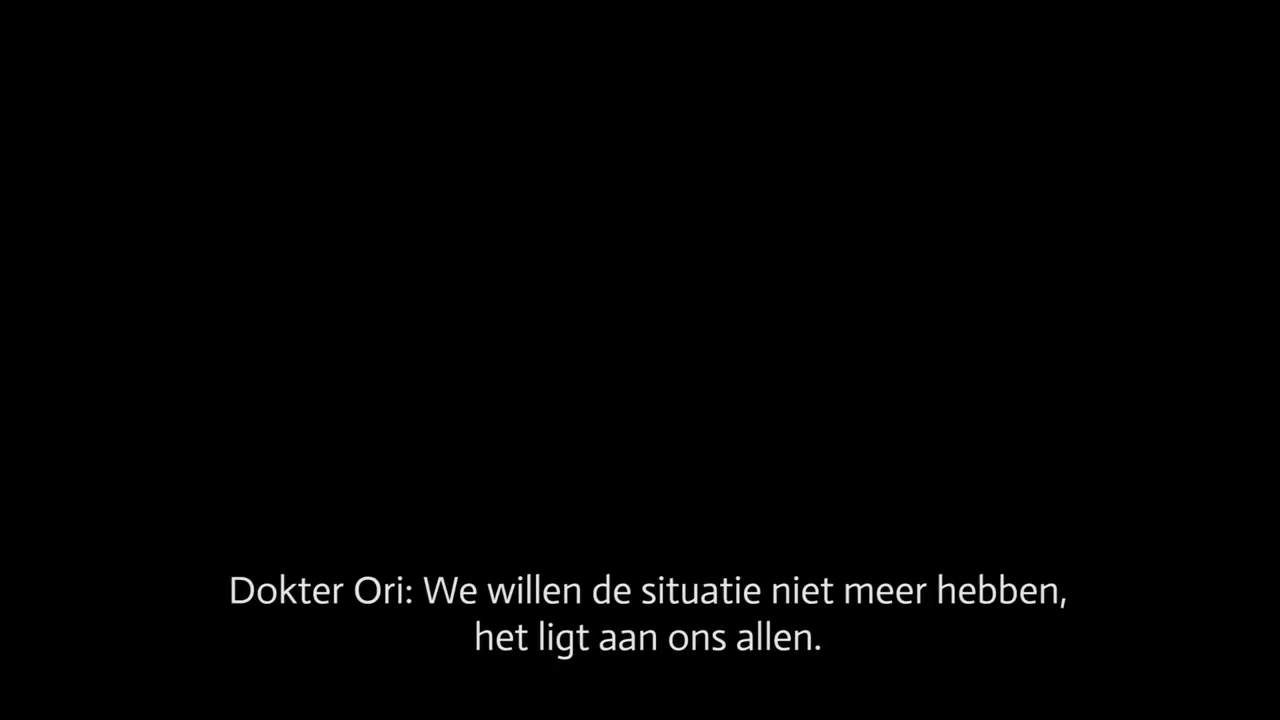 Dokter Ori: We willen de situatie niet meer hebben,
het ligt aan ons allen.